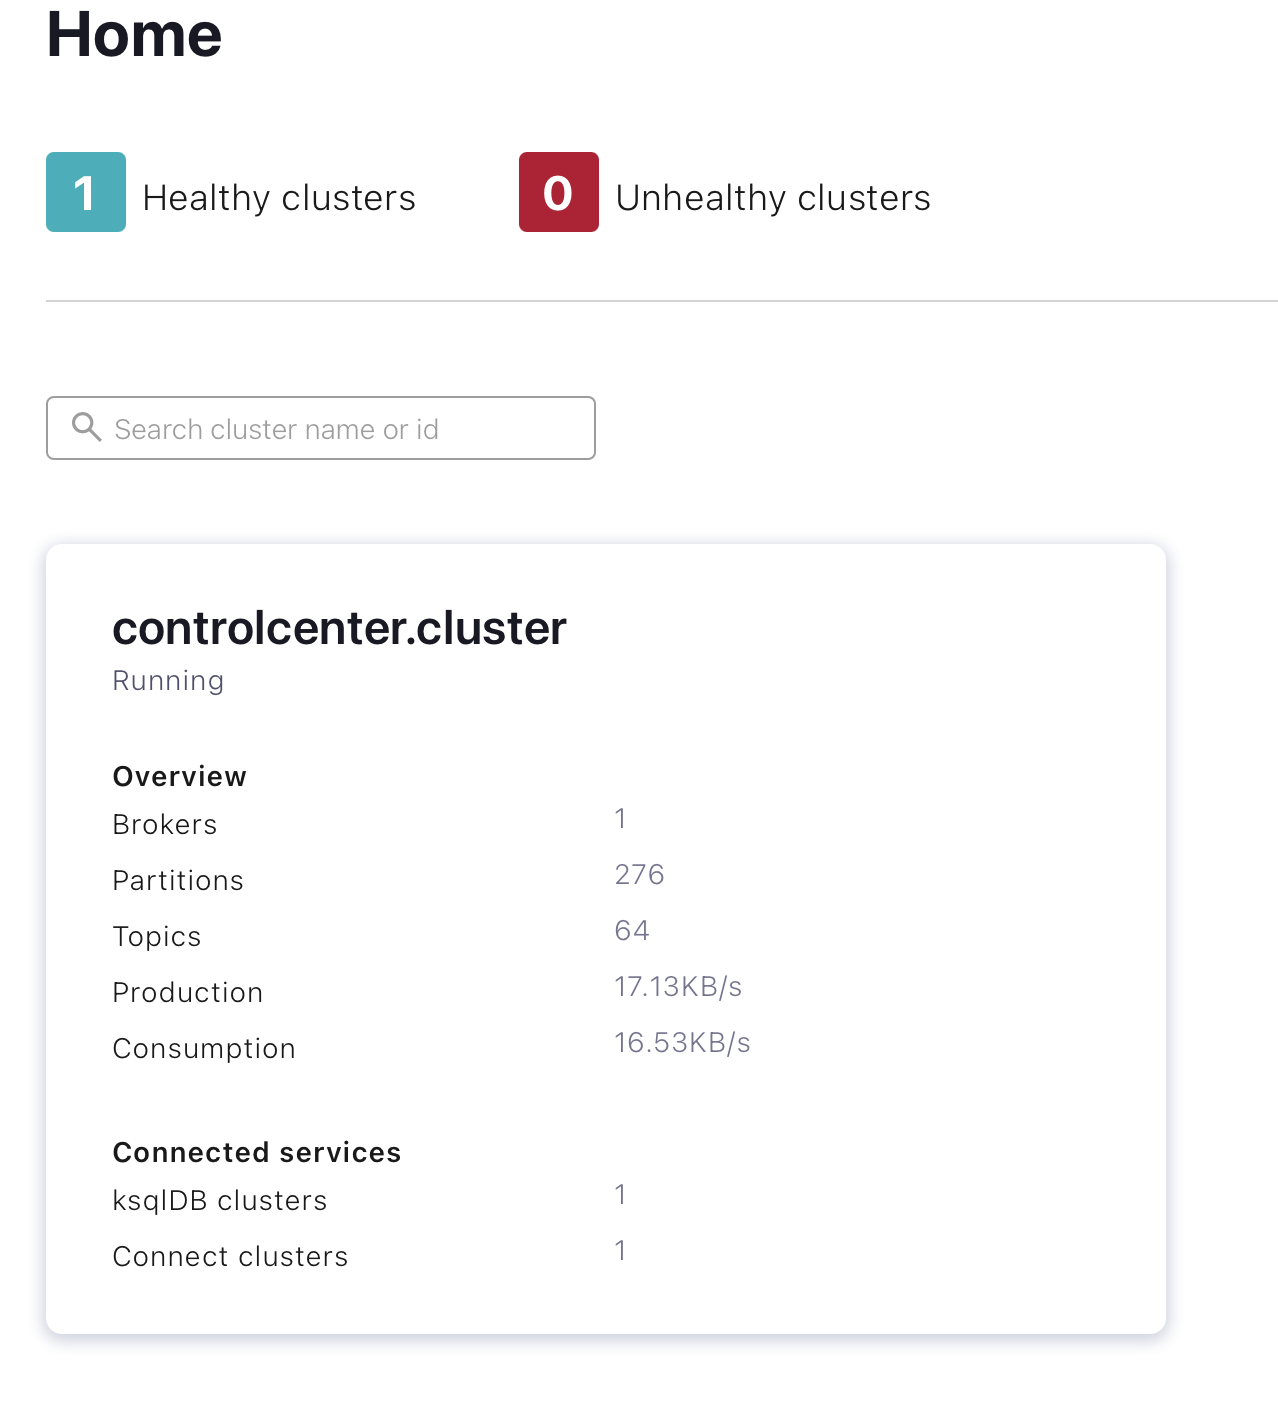 Home
1 Healthy clusters 0 Unhealthy clusters
Search cluster name or id
controlcenter.cluster
Running
Overview
Brokers 1
Partitions 276
Topics 64
Production 17.13KB/s
Consumption 16.53KB/s
Connected services
ksqlDB clusters 1
Connect clusters 1